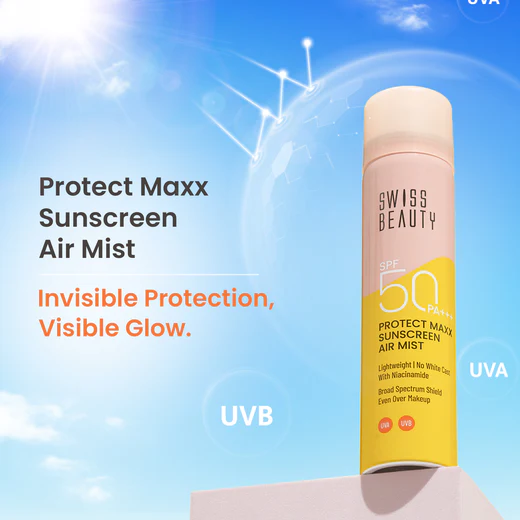 UVA
Protect Maxx
Sunscreen
Air Mist
Invisible Protection,
Visible Glow.
UVB
SWISS
BEAUTY
SPF
50
PA+++
PROTECT MAXX
SUNSCREEN
AIR MIST
Lightweight | No White Cast
With Niacinamide
Broad Spectrum Shield
Even Over Makeup
UVA UVB
UVA